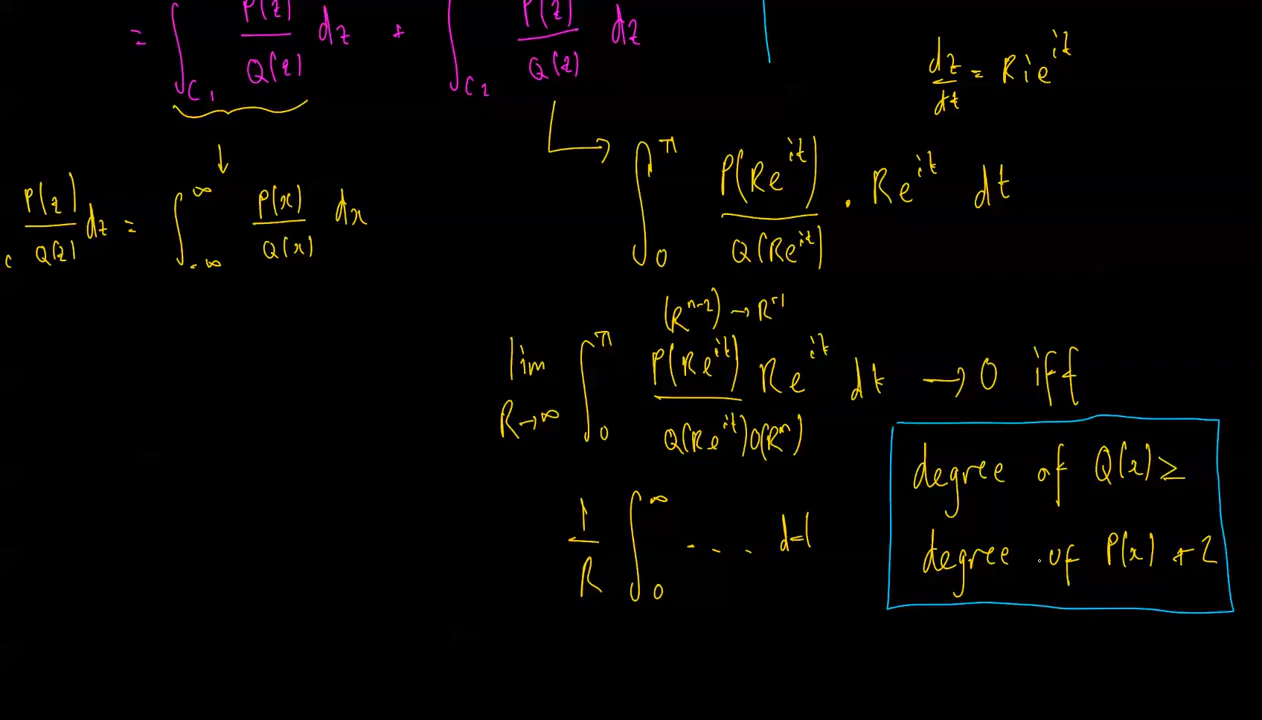 = ∫_{C₁} P(z)/Q(z) dz + ∫_{C₂} P(z)/Q(z) dz
dz/dt = Rie^{it}
∫_0^π P(Re^{it})/Q(Re^{it}) . Re^{it} dt
P(z)/Q(z) dz = ∫_{-∞}^{∞} P(x)/Q(x) dx
c
(R^{n-2}) → R^{-1}
lim_{R→∞} ∫_0^π P(Re^{it})/Q(Re^{it}) Re^{it} dt → 0 iff
O(R^n)
degree of Q(x) ≥
degree of P(x) + 2
1/R ∫_0^∞ .... dt